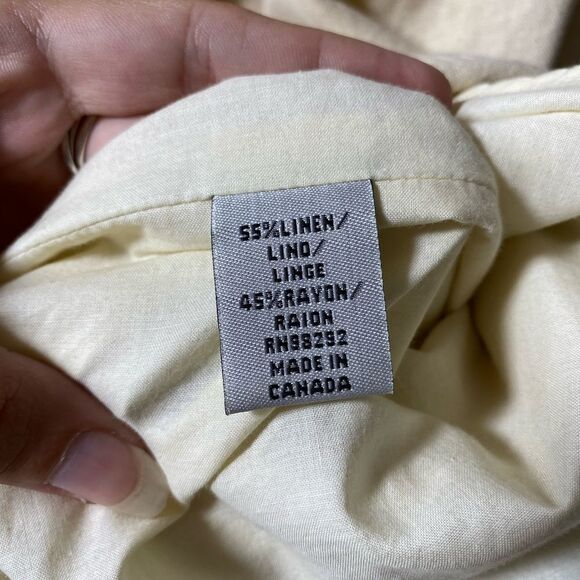 55%LINEN/
LINO/
LINGE
45%RAYON/
RAION
RN98292
MADE IN
CANADA